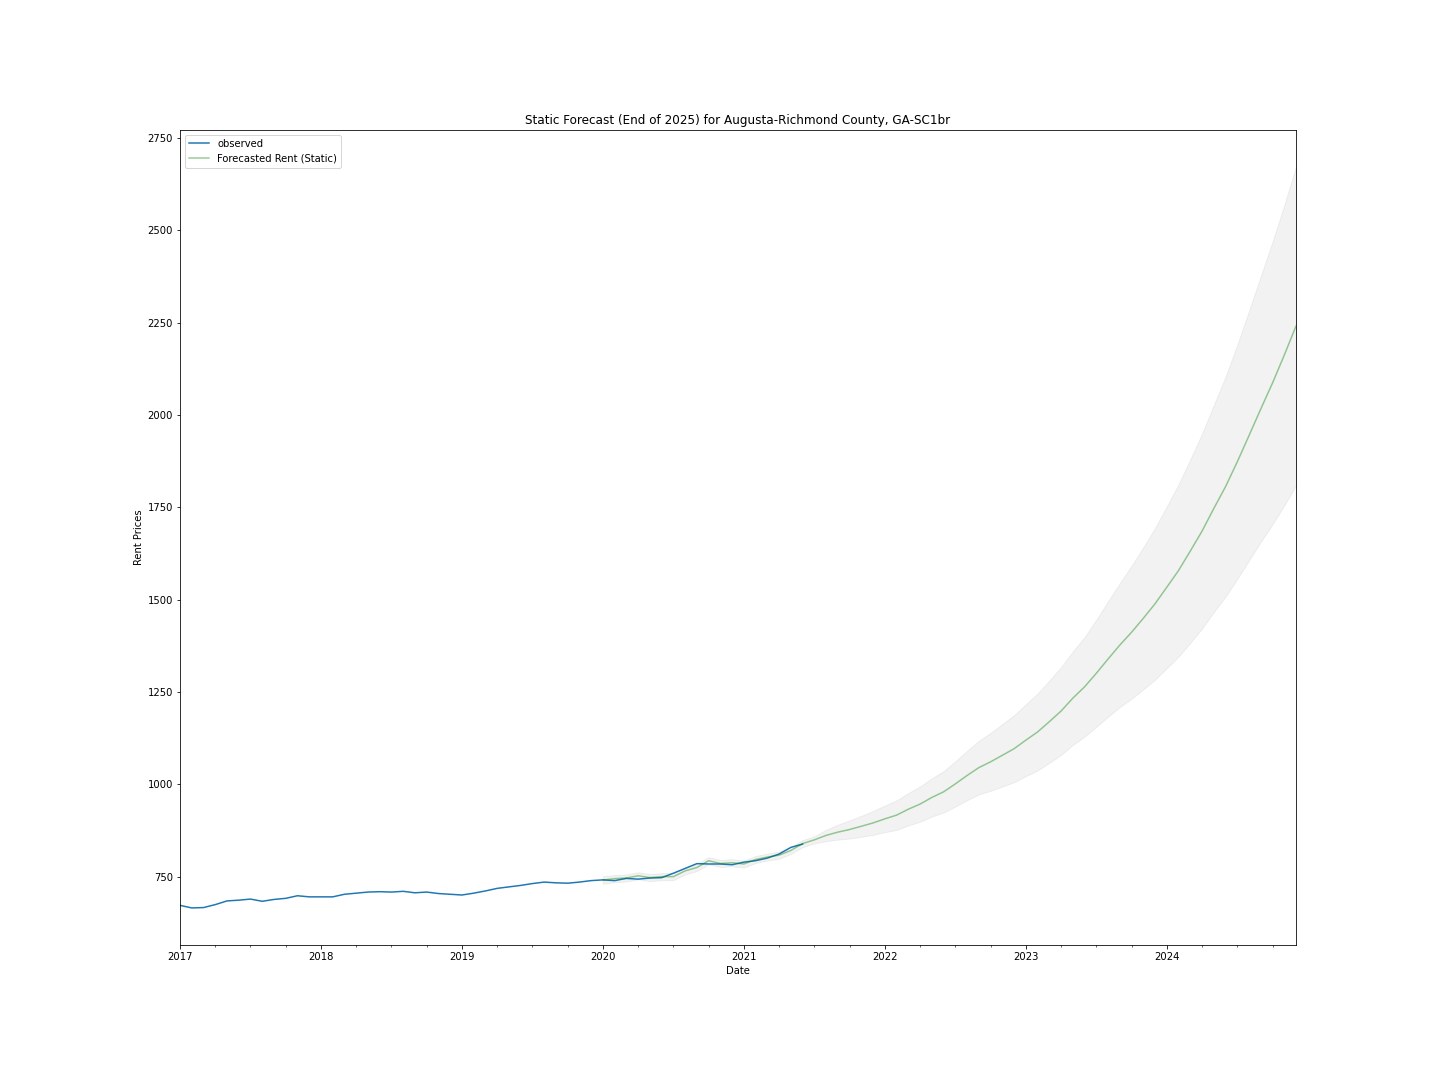 Static Forecast (End of 2025) for Augusta-Richmond County, GA-SC1br
observed
Forecasted Rent (Static)
2750
2500
2250
2000
1750
1500
1250
1000
750
Rent Prices
2017 2018 2019 2020 2021 2022 2023 2024
Date